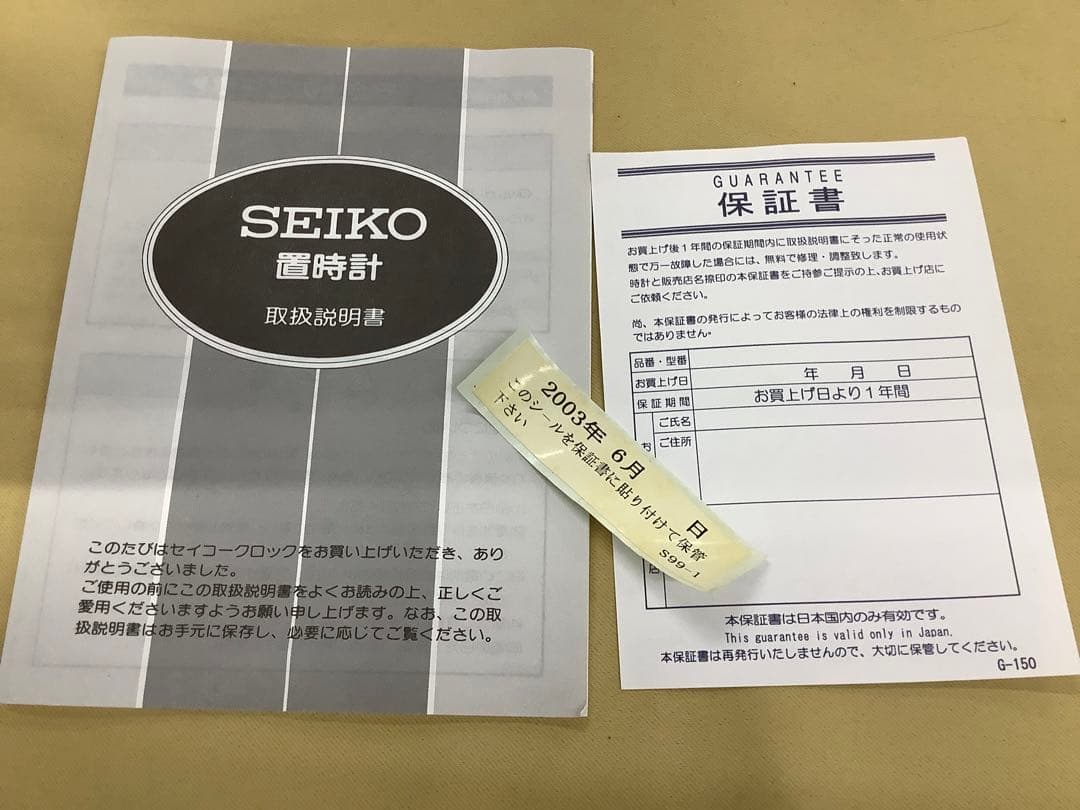 SEIKO
置時計
取扱説明書
このたびはセイコークロックをお買い上げいただき、あり
がとうございました。
ご使用の前にこの取扱説明書をよくお読みの上、正しくご
愛用くださいますようお願い申し上げます。なお、この取
扱説明書はお手元に保存し、必要に応じてご覧ください。
2003年 6月 日
このシールを保証書に貼り付けて保管
下さい
S99-1
GUARANTEE
保証書
お買上げ後1年間の保証期間内に取扱説明書にそった正常の使用状
態で万一故障した場合には、無料で修理・調整致します。
時計と販売店名捺印の本保証書をご持参ご提示の上、お買上げ店に
ご依頼ください。
尚、本保証書の発行によってお客様の法律上の権利を制限するもの
ではありません。
品番・型番
お買上げ日 年 月 日
保証期間 お買上げ日より1年間
お
ご氏名
ご住所
店
本保証書は日本国内のみ有効です。
This guarantee is valid only in Japan.
本保証書は再発行いたしませんので、大切に保管してください。
G-150